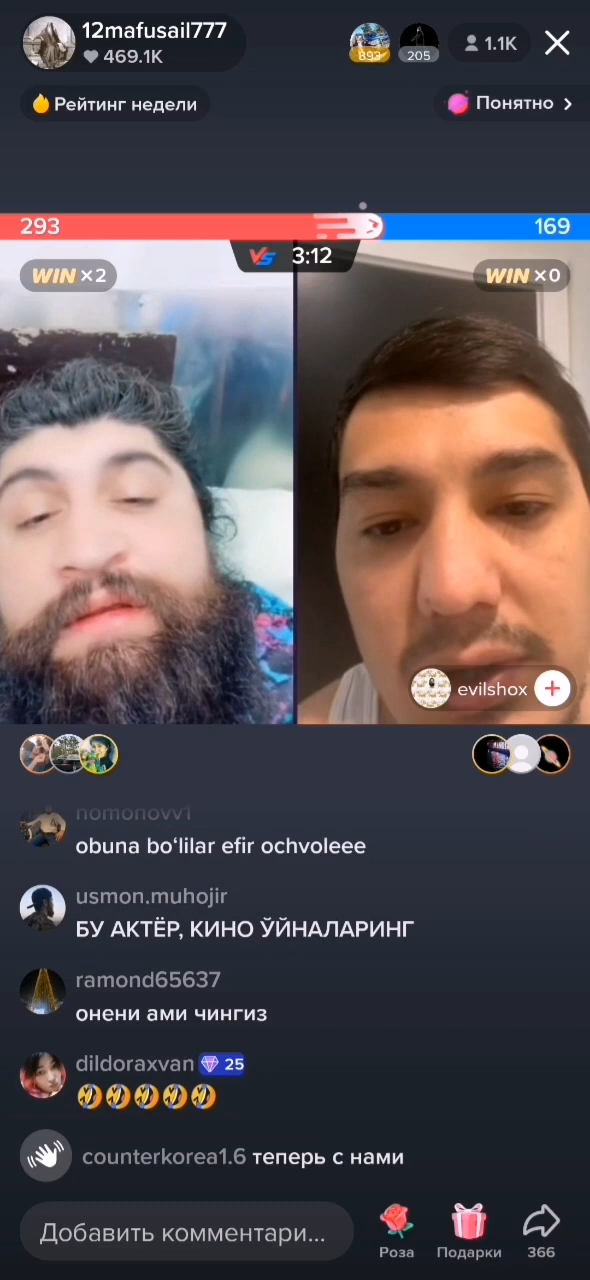 12mafusail777
469.1K
893
205
1.1K
Рейтинг недели
Понятно
293
169
VS 3:12
WIN ×2
WIN ×0
evilshox
nomonovv1
obuna bo‘lilar efir ochvoleee
usmon.muhojir
БУ АКТЁР, КИНО ЎЙНАЛАРИНГ
ramond65637
онени ами чингиз
dildoraxvan 25
counterkorea1.6 теперь с нами
Добавить комментари...
Роза
Подарки
366